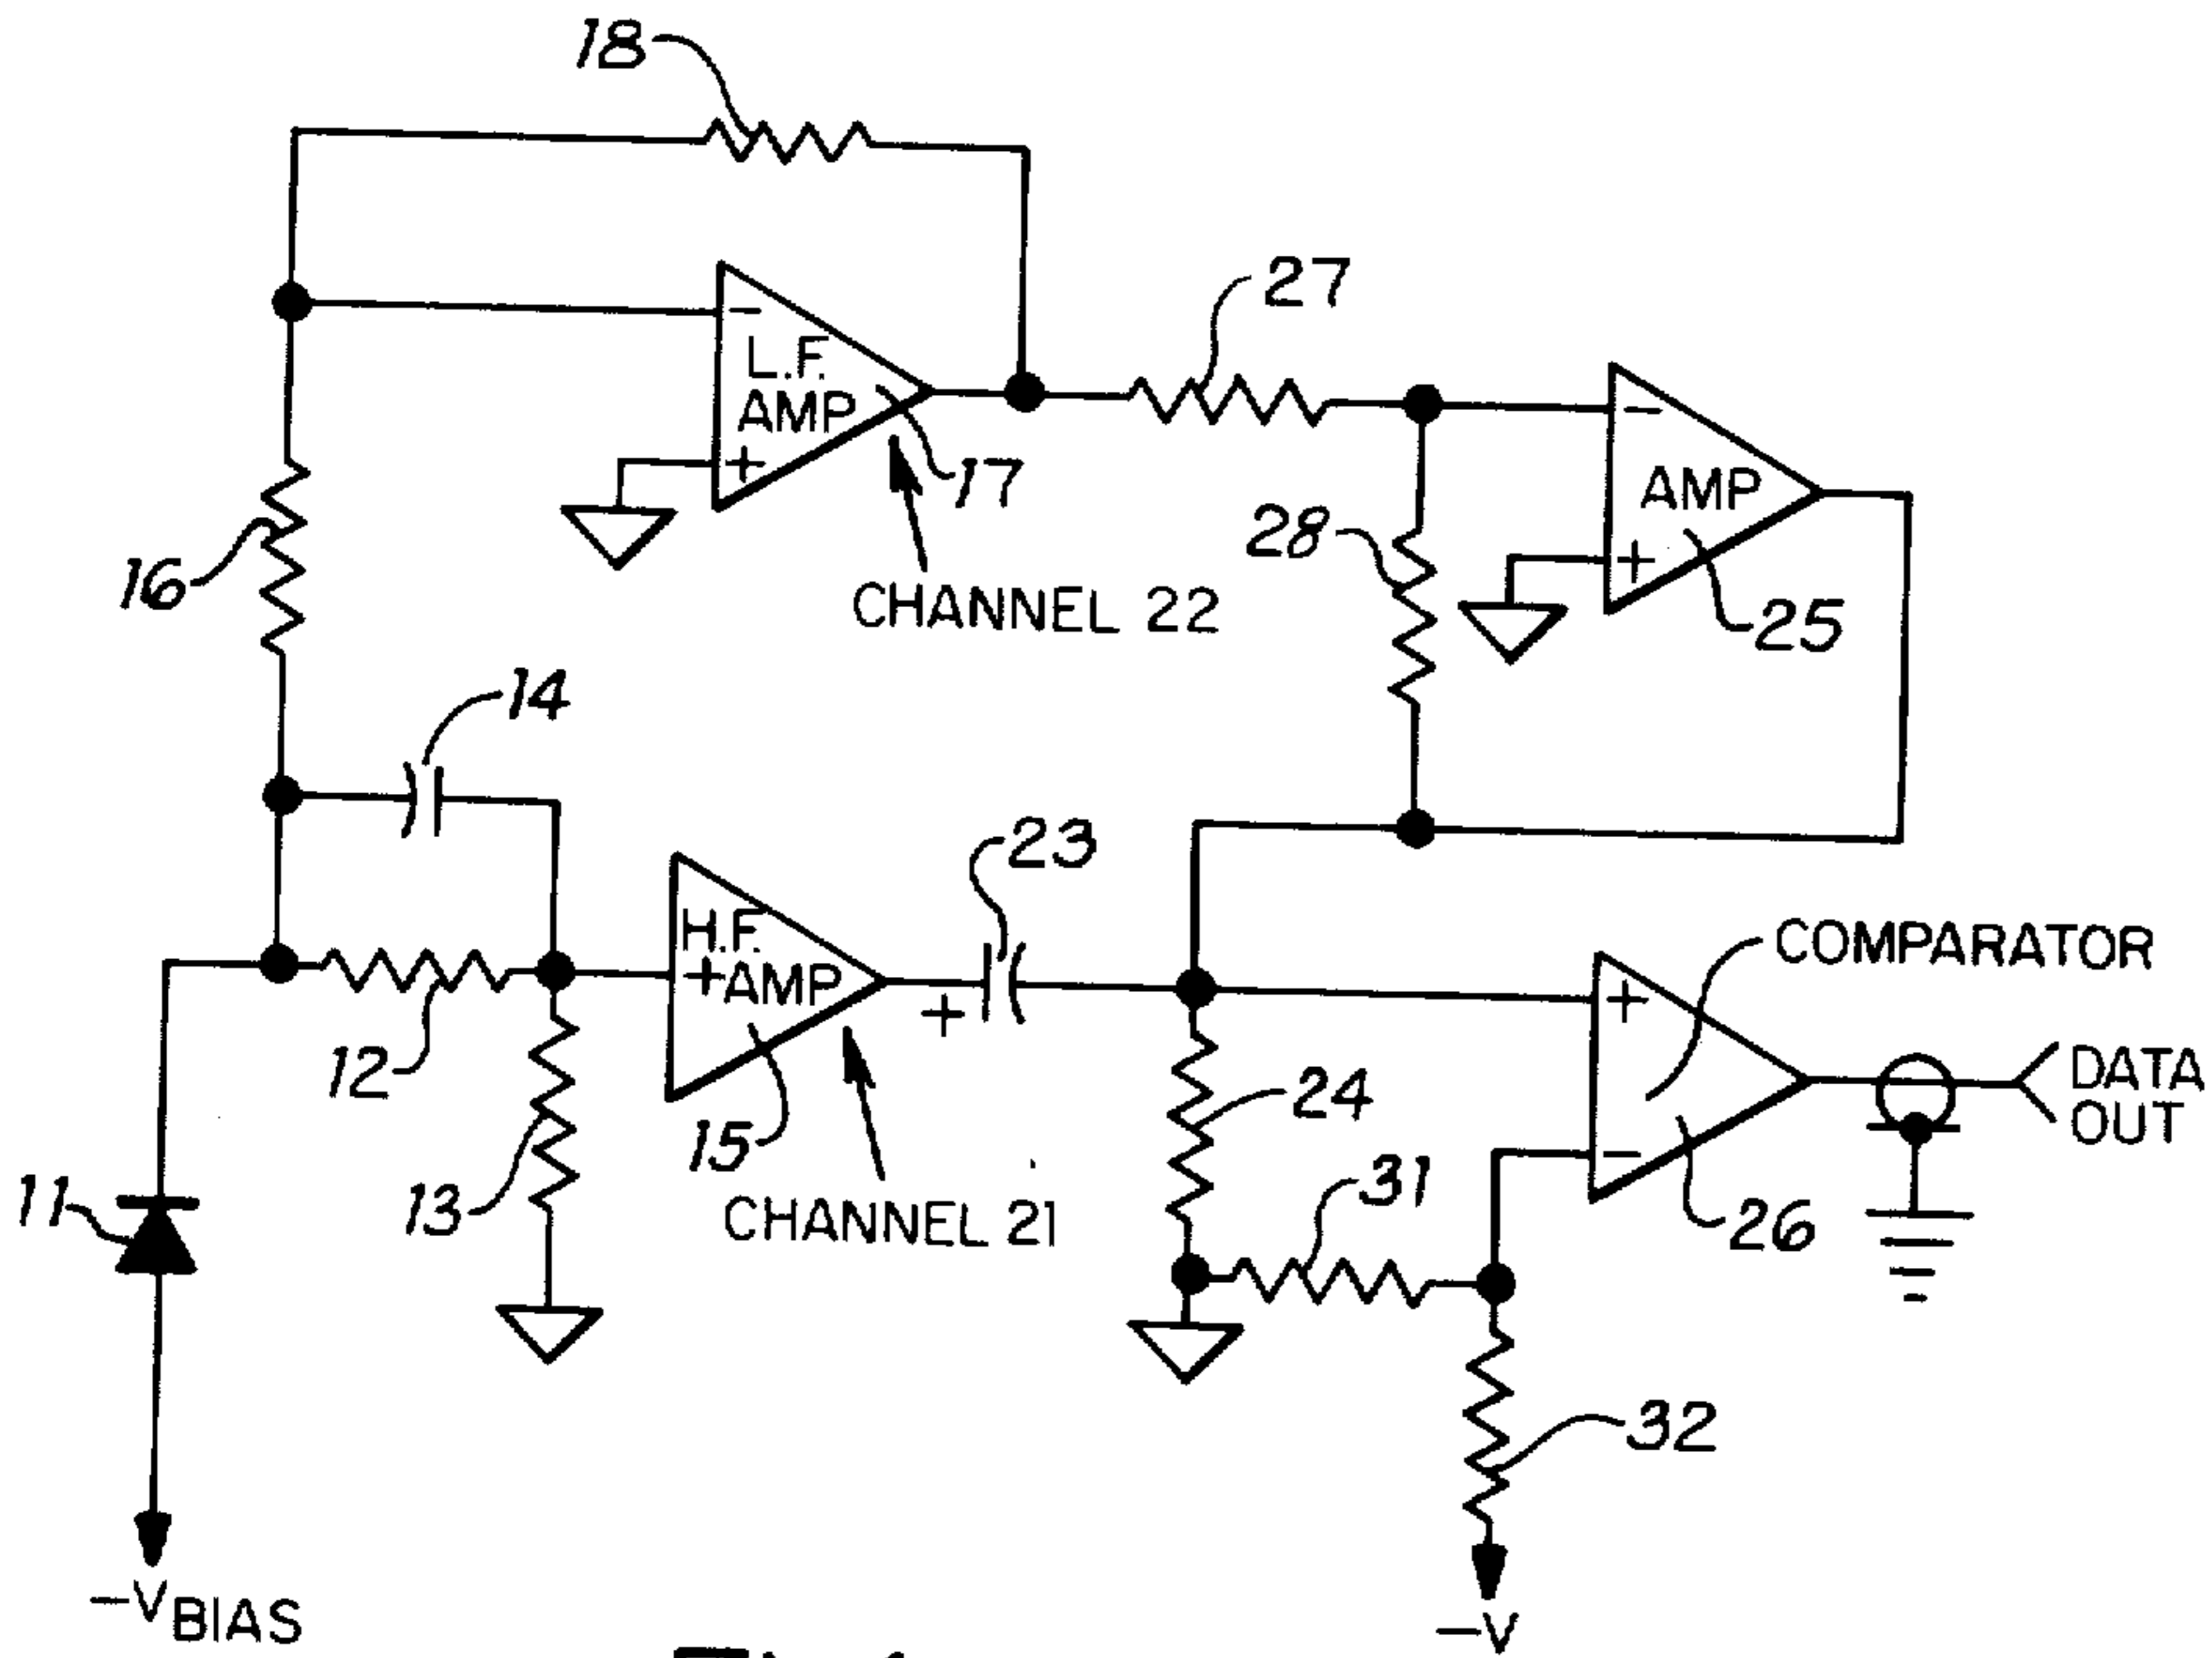 18
L.F.
AMP
-
+
17
CHANNEL 22
27
-
AMP
+
25
28
16
14
12
13
H.F.
+AMP
15
CHANNEL 21
23
+
24
COMPARATOR
+
-
26
DATA
OUT
31
32
11
-VBIAS
-V